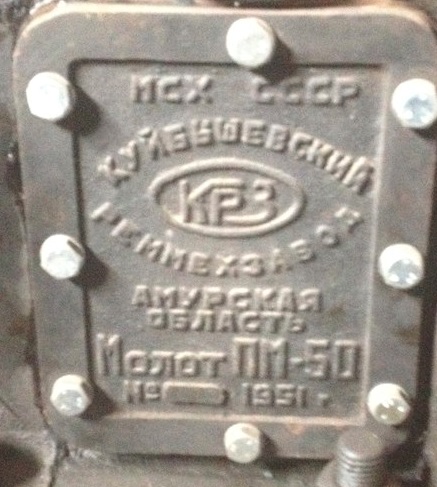 МСХ СССР
КУЙБЫШЕВСКИЙ
КРЗ
РЕММЕХЗАВОД
АМУРСКАЯ
ОБЛАСТЬ
Молот ПМ-50
№ 1951 г